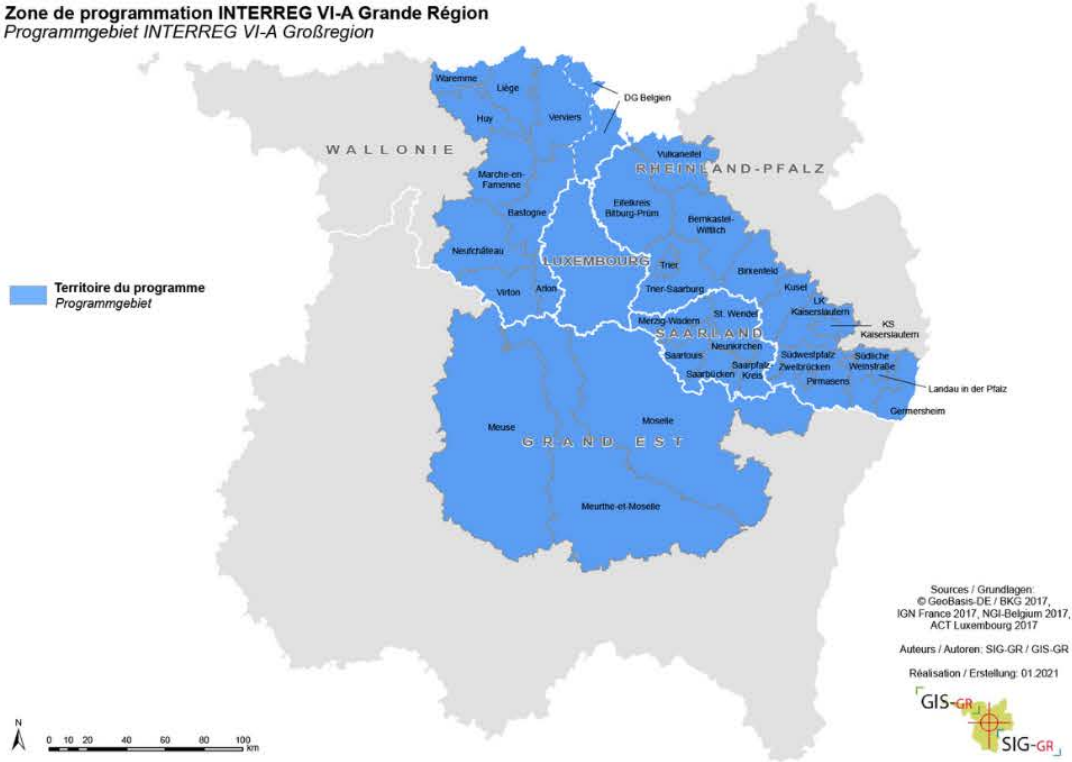 Zone de programmation INTERREG VI-A Grande Région
Programmgebiet INTERREG VI-A Großregion
Waremme
Liège
DG Belgien
Huy
Verviers
WALLONIE
Vulkaneifel
RHEINLAND-PFALZ
Marche-en-
Famenne
Eifelkreis
Bitburg-Prüm
Bastogne
Bernkastel-
Wittlich
Neufchâteau
LUXEMBOURG
Trier
Birkenfeld
Territoire du programme
Programmgebiet
Virton
Arlon
Trier-Saarburg
Kusel
LK
Kaiserslautern
Merzig-Wadern
St. Wendel
KS
Kaiserslautern
SAARLAND
Neunkirchen
Saarlouis
Saarpfalz
Kreis
Saarbücken
Südwestpfalz
Zweibrücken
Südliche
Weinstraße
Pirmasens
Landau in der Pfalz
Germersheim
Meuse
Moselle
GRAND EST
Meurthe-et-Moselle
Sources / Grundlagen:
© GeoBasis-DE / BKG 2017,
IGN France 2017, NGI-Belgium 2017,
ACT Luxembourg 2017
Auteurs / Autoren: SIG-GR / GIS-GR
Réalisation / Erstellung: 01.2021
GIS-GR
SIG-GR
N
0 10 20 40 60 80 100
km